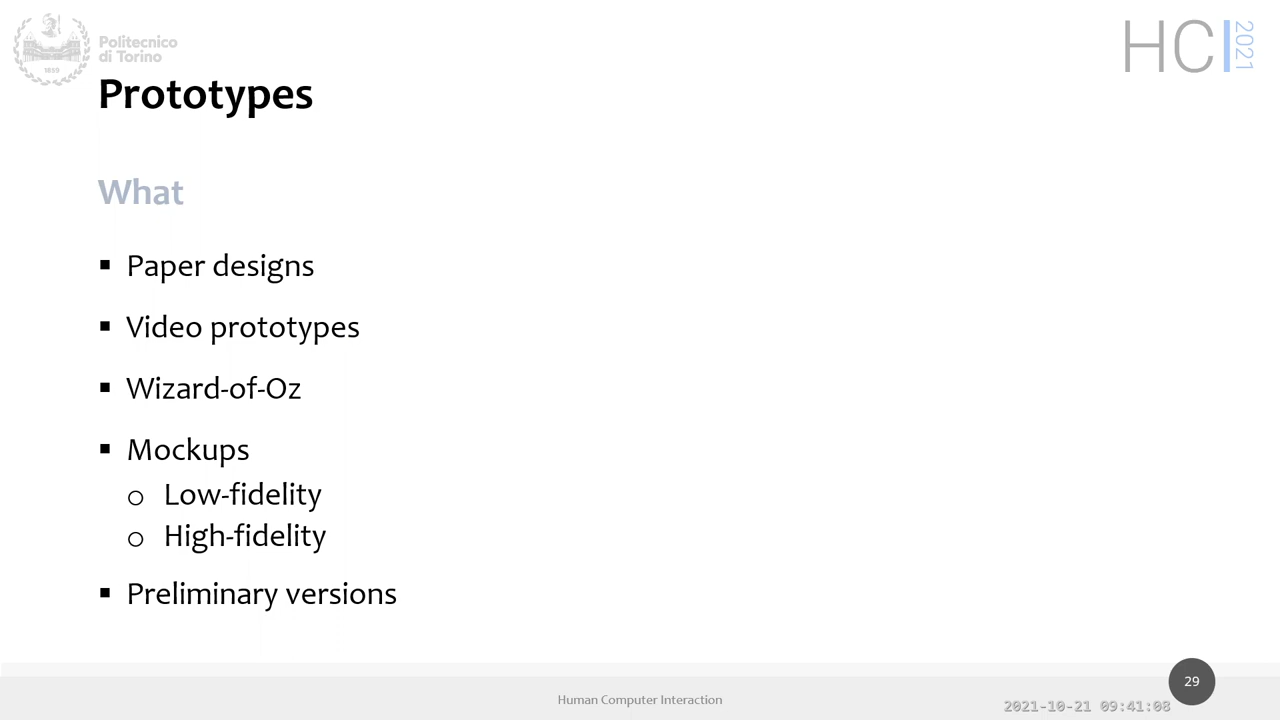 Politecnico
di Torino
1859
HCI 2021
Prototypes
What
▪ Paper designs
▪ Video prototypes
▪ Wizard-of-Oz
▪ Mockups
o Low-fidelity
o High-fidelity
▪ Preliminary versions
Human Computer Interaction
29
2021-10-21 09:41:08